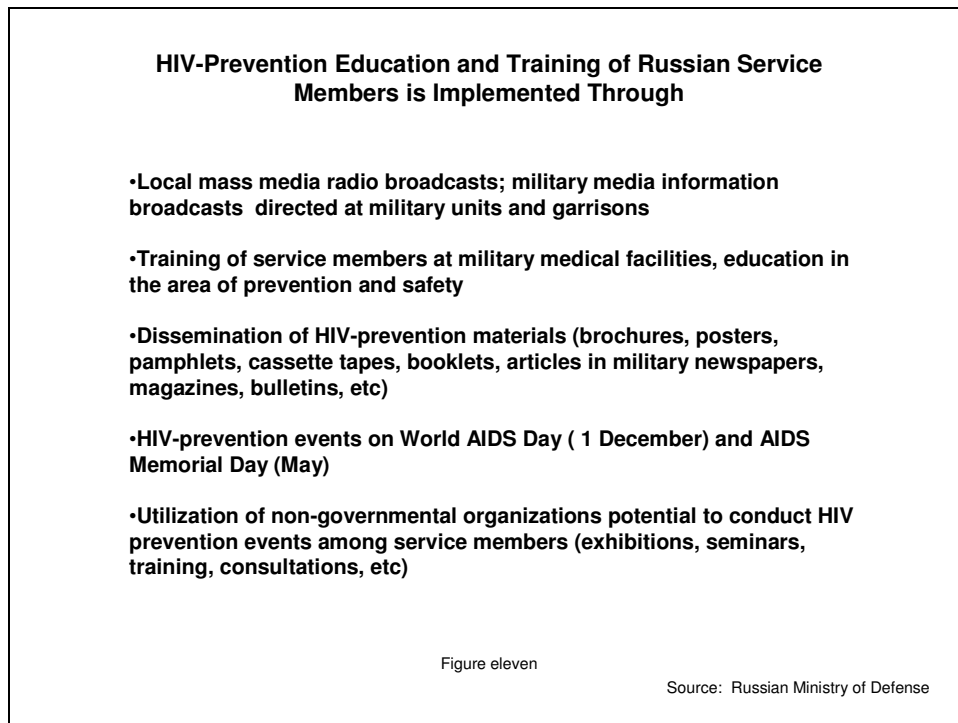 HIV-Prevention Education and Training of Russian Service
Members is Implemented Through
•Local mass media radio broadcasts; military media information
broadcasts  directed at military units and garrisons
•Training of service members at military medical facilities, education in
the area of prevention and safety
•Dissemination of HIV-prevention materials (brochures, posters,
pamphlets, cassette tapes, booklets, articles in military newspapers,
magazines, bulletins, etc)
•HIV-prevention events on World AIDS Day ( 1 December) and AIDS
Memorial Day (May)
•Utilization of non-governmental organizations potential to conduct HIV
prevention events among service members (exhibitions, seminars,
training, consultations, etc)
Figure eleven
Source:  Russian Ministry of Defense